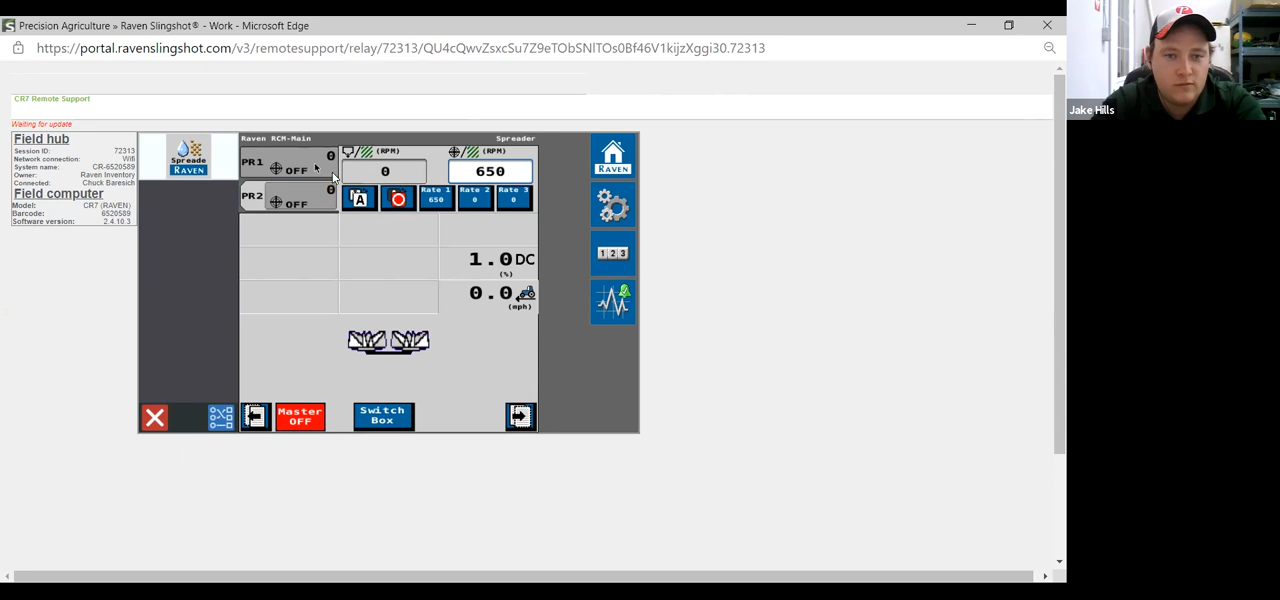 Precision Agriculture » Raven Slingshot® - Work - Microsoft Edge
https://portal.ravenslingshot.com/v3/remotesupport/relay/72313/QU4cQwvZsxcSu7Z9eTObSNlTOs0Bf46V1kijzXggi30.72313
Jake Hills
CR7 Remote Support
Waiting for update
Field hub
Session ID: 72313
Network connection: Wifi
System name: CR-6520589
Owner: Raven Inventory
Connected: Chuck Baresich
Field computer
Model: CR7 (RAVEN)
Barcode: 6520589
Software version: 2.4.10.3
Spreade
RAVEN
Raven RCM-Main Spreader
PR1 0 OFF
/ (RPM)
0
/ (RPM)
650
PR2 0 OFF
A
Rate 1 650
Rate 2 0
Rate 3 0
1.0 DC
(%)
0.0
(mph)
Master OFF
Switch Box
RAVEN
1 2 3